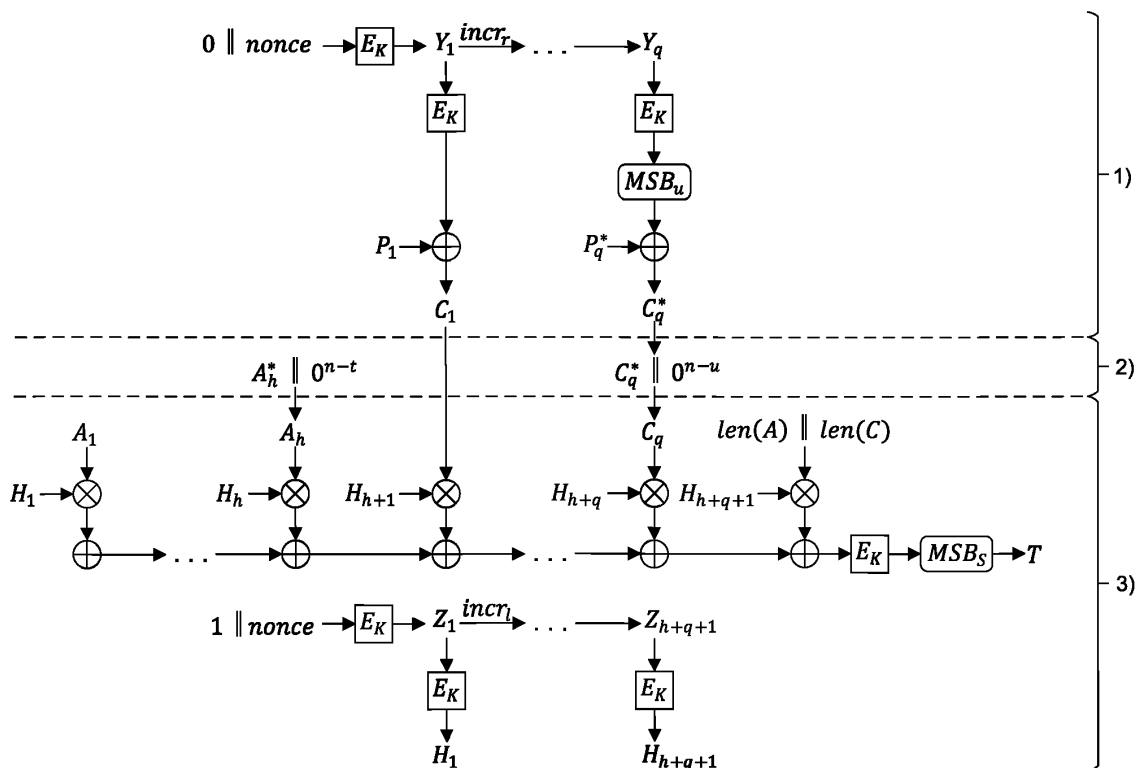 0 ∥ nonce E_K Y_1 incr_r . . . Y_q
E_K E_K
MSB_u
1)
P_1 P_q^*
C_1 C_q^*
A_h^* ∥ 0^{n-t} C_q^* ∥ 0^{n-u} 2)
A_1 A_h C_q len(A) ∥ len(C)
H_1 H_h H_{h+1} H_{h+q} H_{h+q+1}
. . . . . . E_K MSB_S T
3)
1 ∥ nonce E_K Z_1 incr_l . . . Z_{h+q+1}
E_K E_K
H_1 H_{h+q+1}